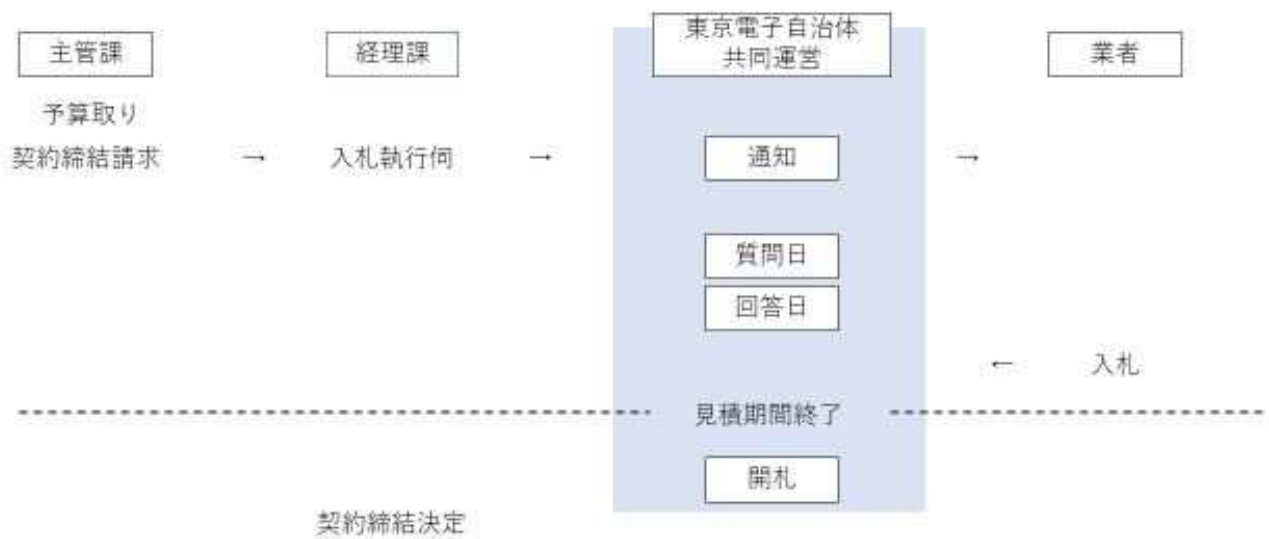 主管課
経理課
東京電子自治体
共同運営
業者
予算取り
契約締結請求 → 入札執行伺 → 通知 →
質問日
回答日
← 入札
見積期間終了
開札
契約締結決定